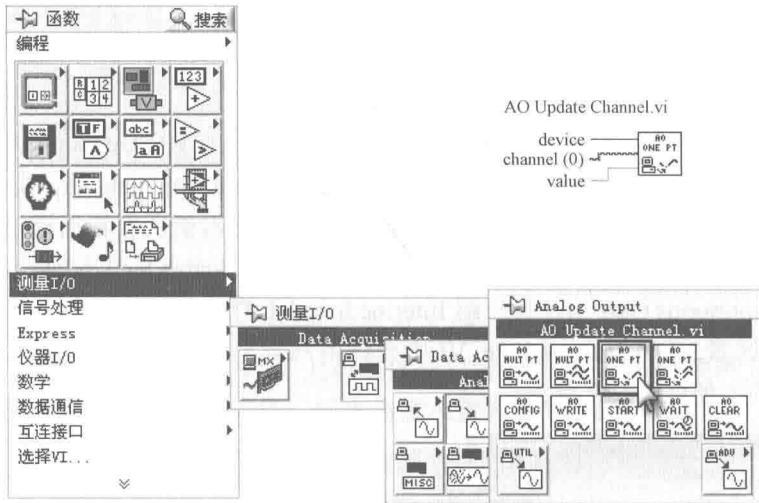 函数
搜索
编程
测量I/O
信号处理
Express
仪器I/O
数学
数据通信
互连接口
选择VI...
AO Update Channel.vi
device
channel (0)
value
AO
ONE PT
测量I/O
Data Acquisition
MX
Data Ac
Anal
MISC
Analog Output
AO Update Channel.vi
AO
MULT PT
AO
MULT PT
AO
ONE PT
AO
ONE PT
AO
CONFIG
AO
WRITE
AO
START
AO
WAIT
AO
CLEAR
UTIL
ADV